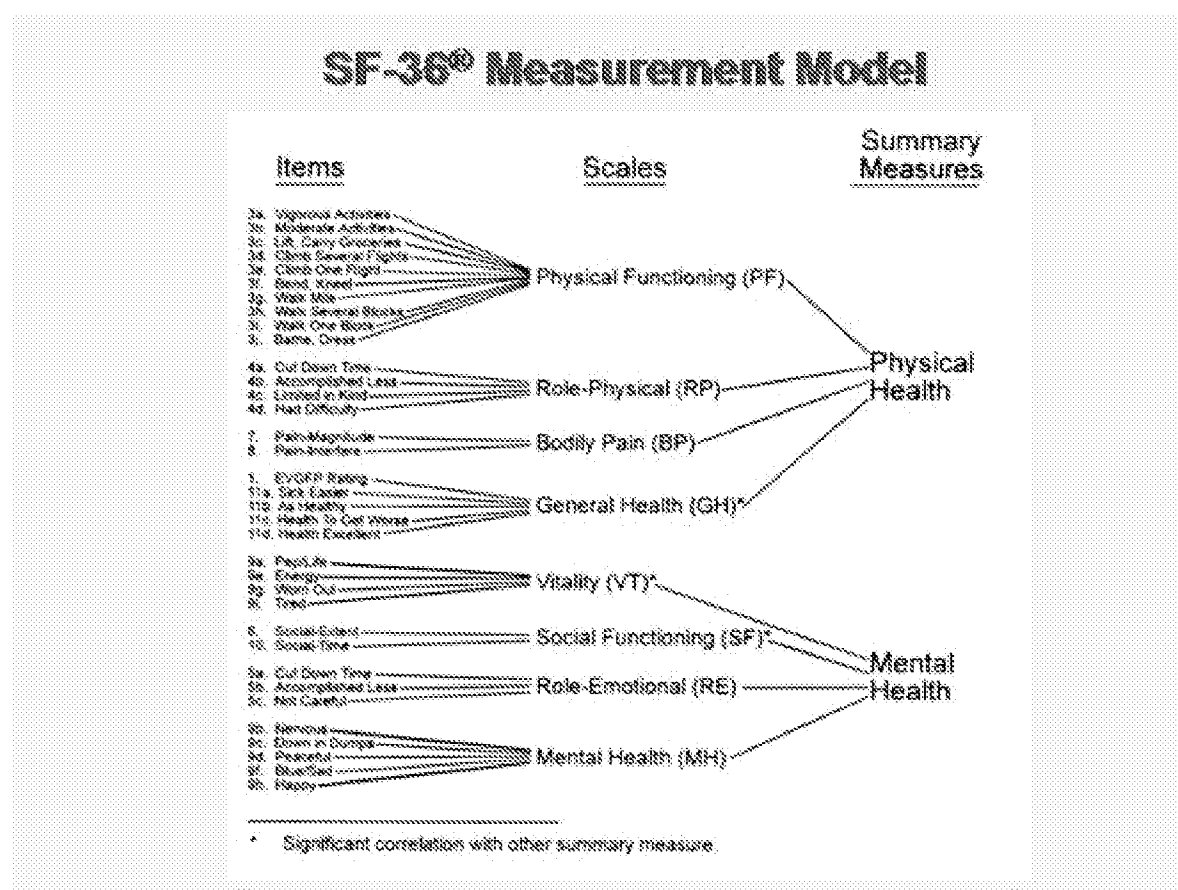 SF-36® Measurement Model
Items
Scales
Summary
Measures
3a. Vigorous Activities
3b. Moderate Activities
3c. Lift, Carry Groceries
3d. Climb Several Flights
3e. Climb One Flight
3f. Bend, Kneel
3g. Walk Mile
3h. Walk Several Blocks
3i. Walk One Block
3j. Bathe, Dress
Physical Functioning (PF)
4a. Cut Down Time
4b. Accomplished Less
4c. Limited in Kind
4d. Had Difficulty
Role-Physical (RP)
7. Pain-Magnitude
8. Pain-Interfere
Bodily Pain (BP)
1. EVGFP Rating
11a. Sick Easier
11b. As Healthy
11c. Health To Get Worse
11d. Health Excellent
General Health (GH)*
Physical
Health
9a. Pep/Life
9e. Energy
9g. Worn Out
9i. Tired
Vitality (VT)*
6. Social-Extent
10. Social-Time
Social Functioning (SF)*
5a. Cut Down Time
5b. Accomplished Less
5c. Not Careful
Role-Emotional (RE)
9b. Nervous
9c. Down in Dumps
9d. Peaceful
9f. Blue/Sad
9h. Happy
Mental Health (MH)
Mental
Health
* Significant correlation with other summary measure